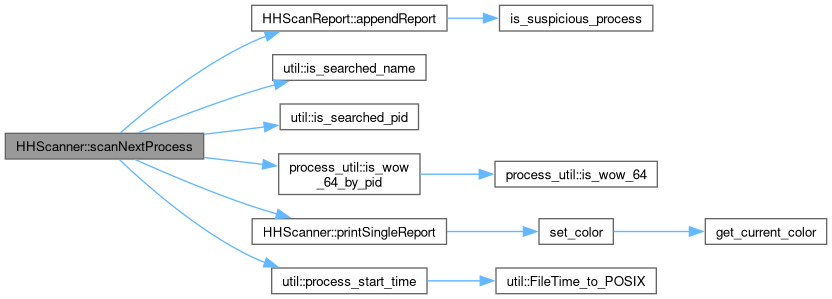 HHScanReport::appendReport
is_suspicious_process
util::is_searched_name
util::is_searched_pid
HHScanner::scanNextProcess
process_util::is_wow
_64_by_pid
process_util::is_wow_64
HHScanner::printSingleReport
set_color
get_current_color
util::process_start_time
util::FileTime_to_POSIX